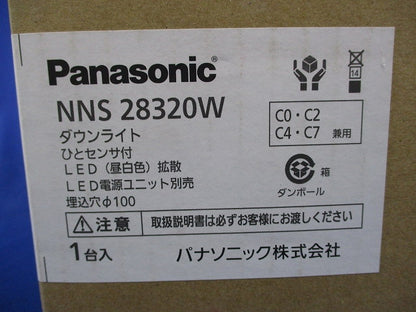 Panasonic®
NNS 28320W
ダウンライト
ひとセンサ付
LED（昼白色）拡散
LED電源ユニット別売
埋込穴φ100
14
C0・C2
C4・C7 兼用
箱
ダンボール
注意 取扱説明書は必ずお客様にお渡しください
1台入
パナソニック株式会社